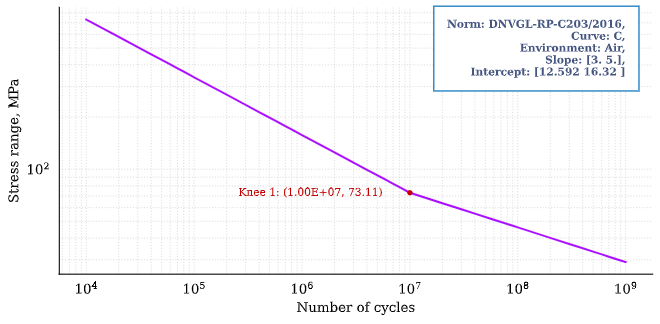 Norm: DNVGL-RP-C203/2016,
Curve: C,
Environment: Air,
Slope: [3. 5.],
Intercept: [12.592 16.32 ]
Stress range, MPa
10²
Knee 1: (1.00E+07, 73.11)
10⁴ 10⁵ 10⁶ 10⁷ 10⁸ 10⁹
Number of cycles